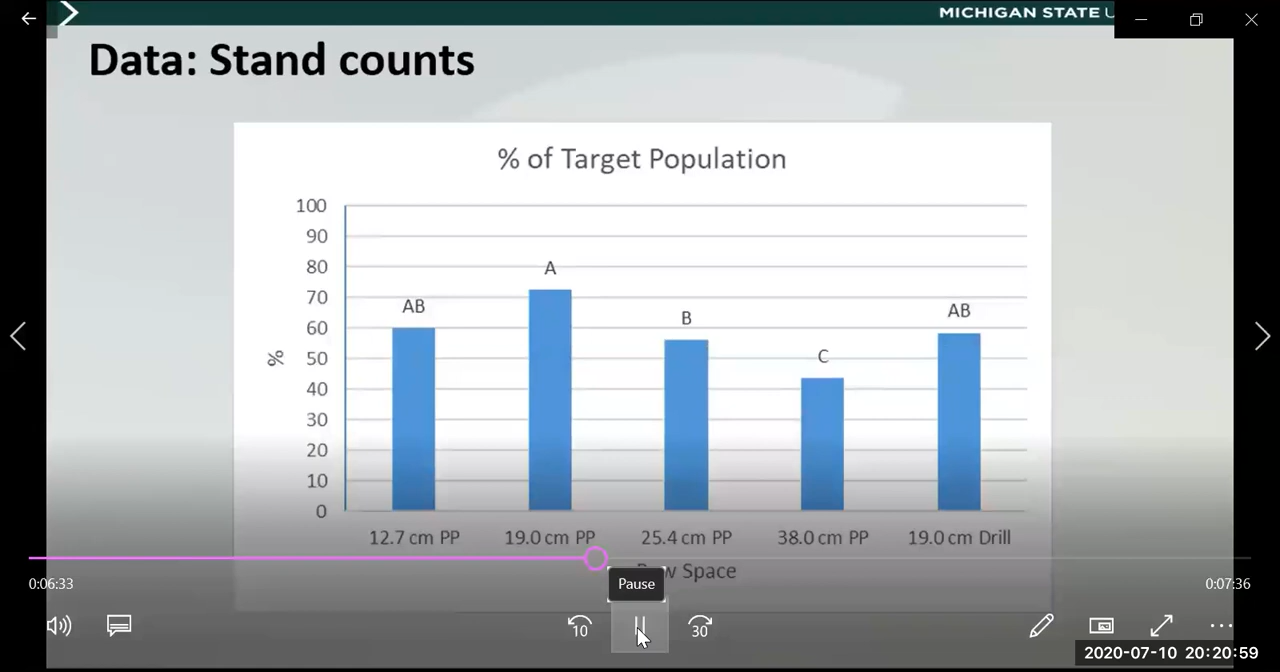 MICHIGAN STATE U
Data: Stand counts
% of Target Population
100
90
80
70
60
50
40
30
20
10
0
%
AB
A
B
C
AB
12.7 cm PP 19.0 cm PP 25.4 cm PP 38.0 cm PP 19.0 cm Drill
Space
Pause
0:06:33
0:07:36
10
30
2020-07-10 20:20:59